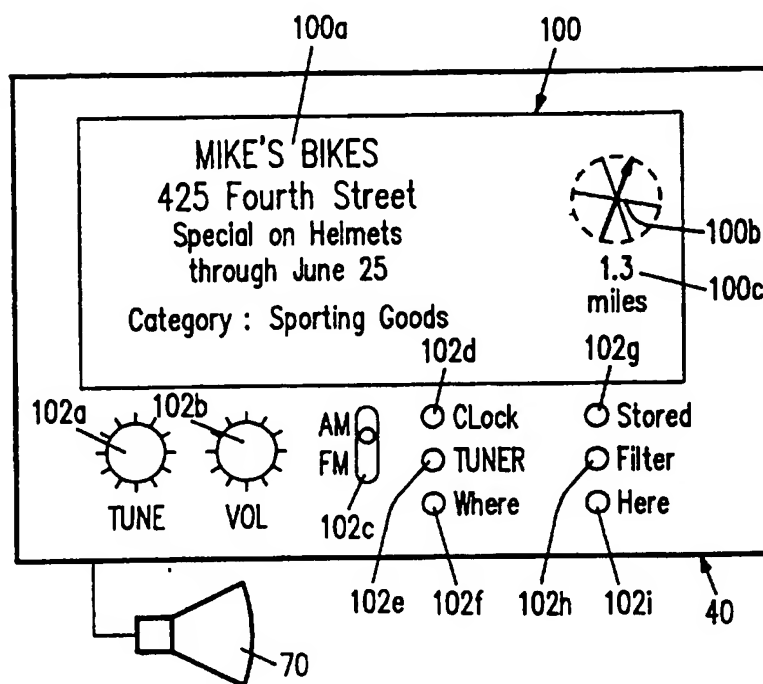 100a
100
MIKE'S BIKES
425 Fourth Street
Special on Helmets
through June 25
Category : Sporting Goods
100b
1.3
miles
100c
102d
102g
102a
102b
AM
FM
102c
CLock
TUNER
Where
Stored
Filter
Here
TUNE
VOL
102e
102f
102h
102i
40
70